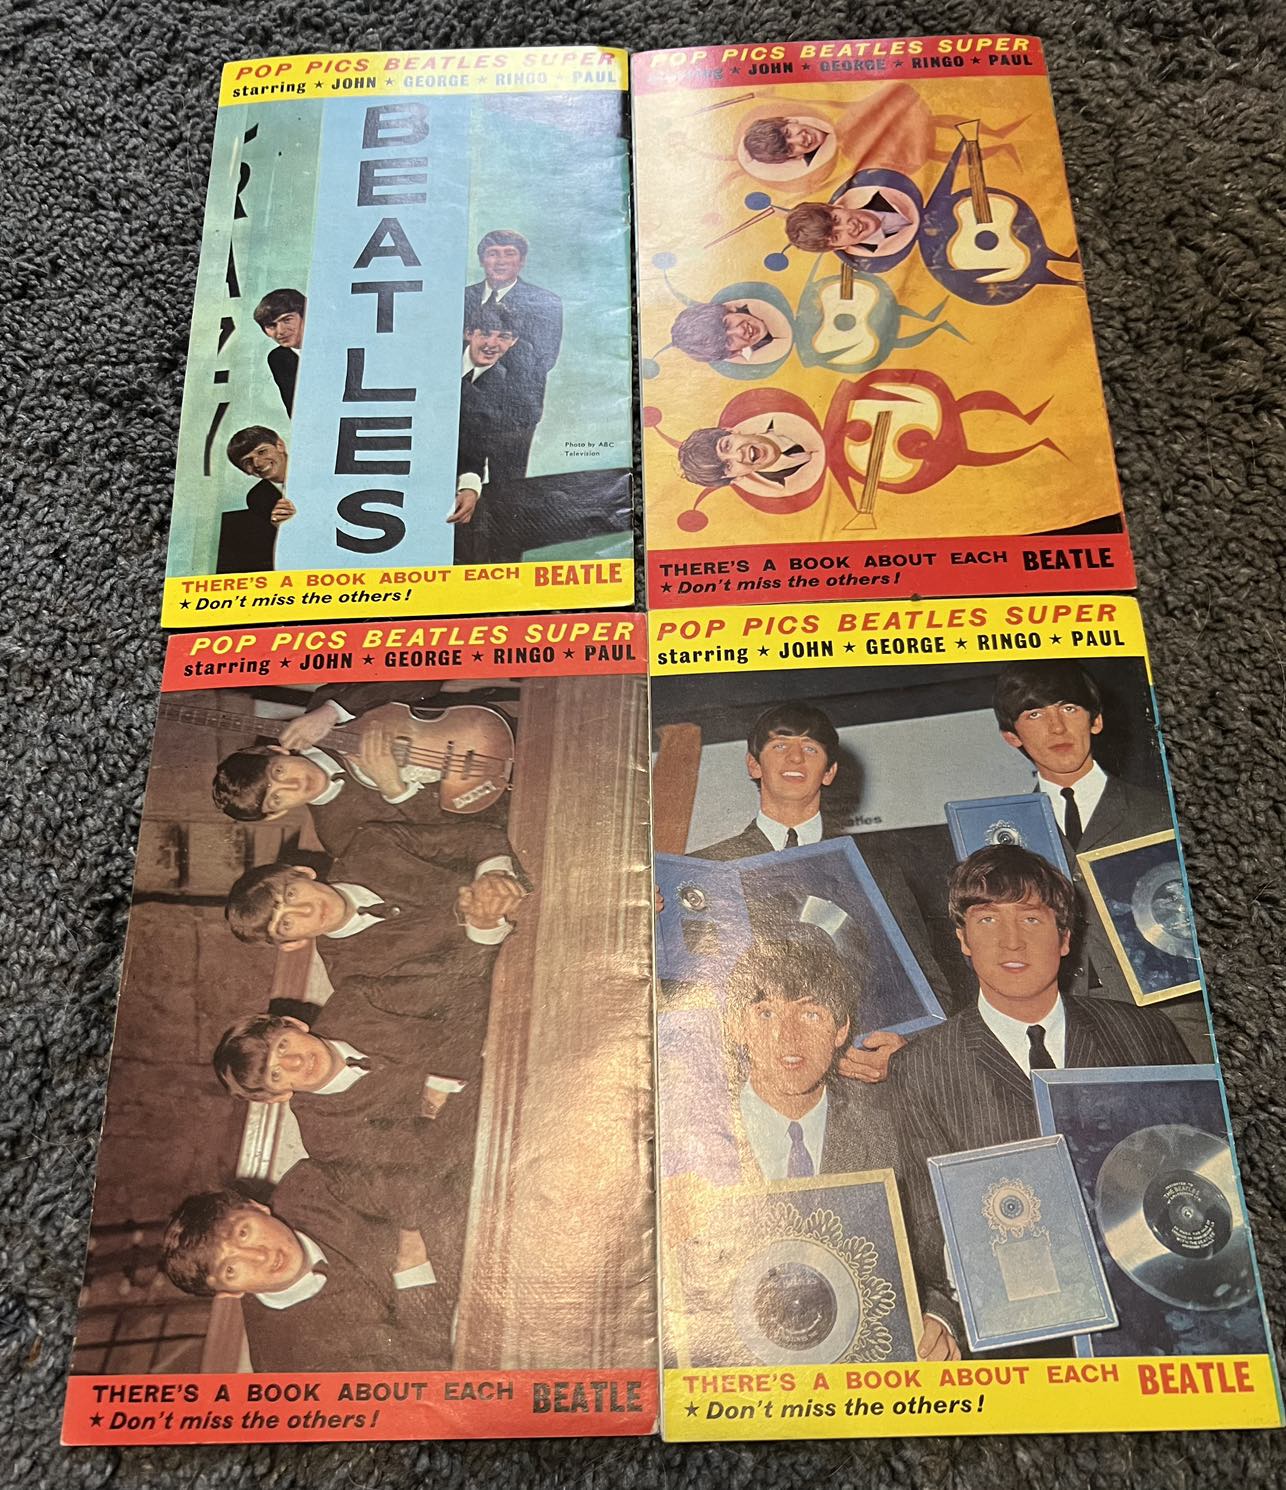 POP PICS BEATLES SUPER
starring ★ JOHN ★ GEORGE ★ RINGO ★ PAUL
BEATLES
Photo by ABC
Television
THERE'S A BOOK ABOUT EACH BEATLE
★ Don't miss the others!
POP PICS BEATLES SUPER
starring ★ JOHN ★ GEORGE ★ RINGO ★ PAUL
THERE'S A BOOK ABOUT EACH BEATLE
★ Don't miss the others!
POP PICS BEATLES SUPER
starring ★ JOHN ★ GEORGE ★ RINGO ★ PAUL
THERE'S A BOOK ABOUT EACH BEATLE
★ Don't miss the others!
POP PICS BEATLES SUPER
starring ★ JOHN ★ GEORGE ★ RINGO ★ PAUL
THE BEATLES
THERE'S A BOOK ABOUT EACH BEATLE
★ Don't miss the others!